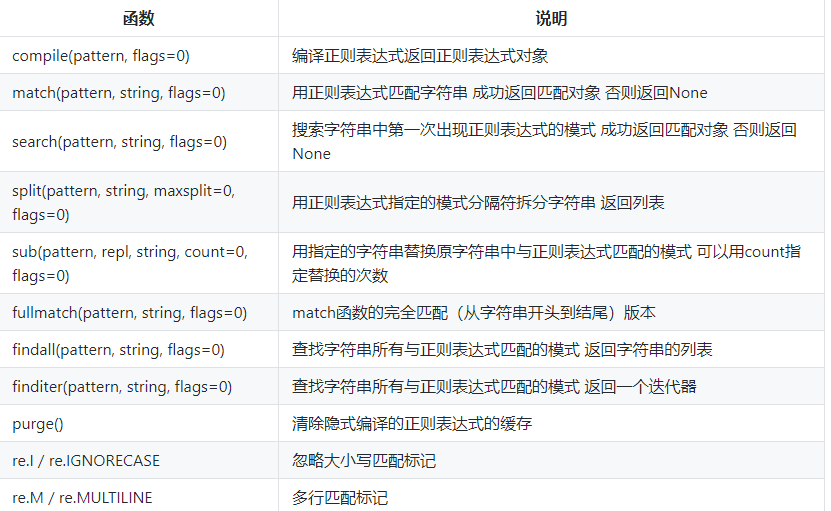 函数 说明
compile(pattern, flags=0) 编译正则表达式返回正则表达式对象
match(pattern, string, flags=0) 用正则表达式匹配字符串 成功返回匹配对象 否则返回None
search(pattern, string, flags=0) 搜索字符串中第一次出现正则表达式的模式 成功返回匹配对象 否则返回
None
split(pattern, string, maxsplit=0,
flags=0) 用正则表达式指定的模式分隔符拆分字符串 返回列表
sub(pattern, repl, string, count=0,
flags=0) 用指定的字符串替换原字符串中与正则表达式匹配的模式 可以用count指
定替换的次数
fullmatch(pattern, string, flags=0) match函数的完全匹配（从字符串开头到结尾）版本
findall(pattern, string, flags=0) 查找字符串所有与正则表达式匹配的模式 返回字符串的列表
finditer(pattern, string, flags=0) 查找字符串所有与正则表达式匹配的模式 返回一个迭代器
purge() 清除隐式编译的正则表达式的缓存
re.I / re.IGNORECASE 忽略大小写匹配标记
re.M / re.MULTILINE 多行匹配标记